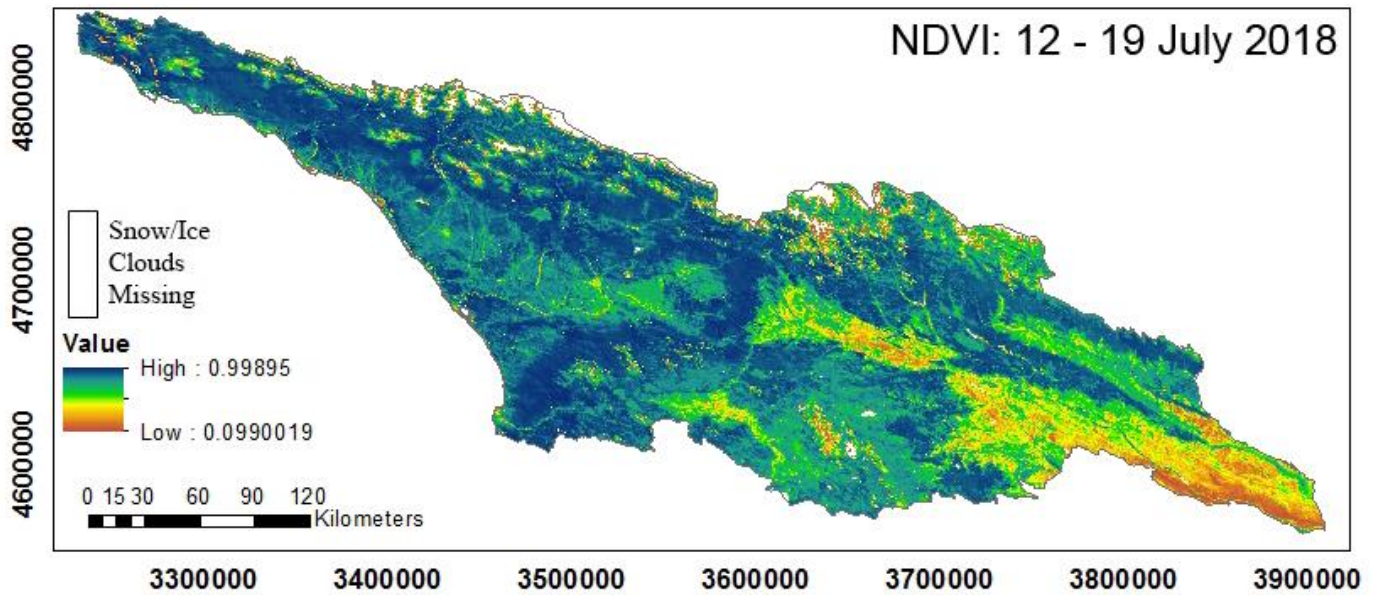 NDVI: 12 - 19 July 2018
4800000
4700000
4600000
Snow/Ice
Clouds
Missing
Value
High : 0.99895
Low : 0.0990019
0 15 30 60 90 120
Kilometers
3300000 3400000 3500000 3600000 3700000 3800000 3900000